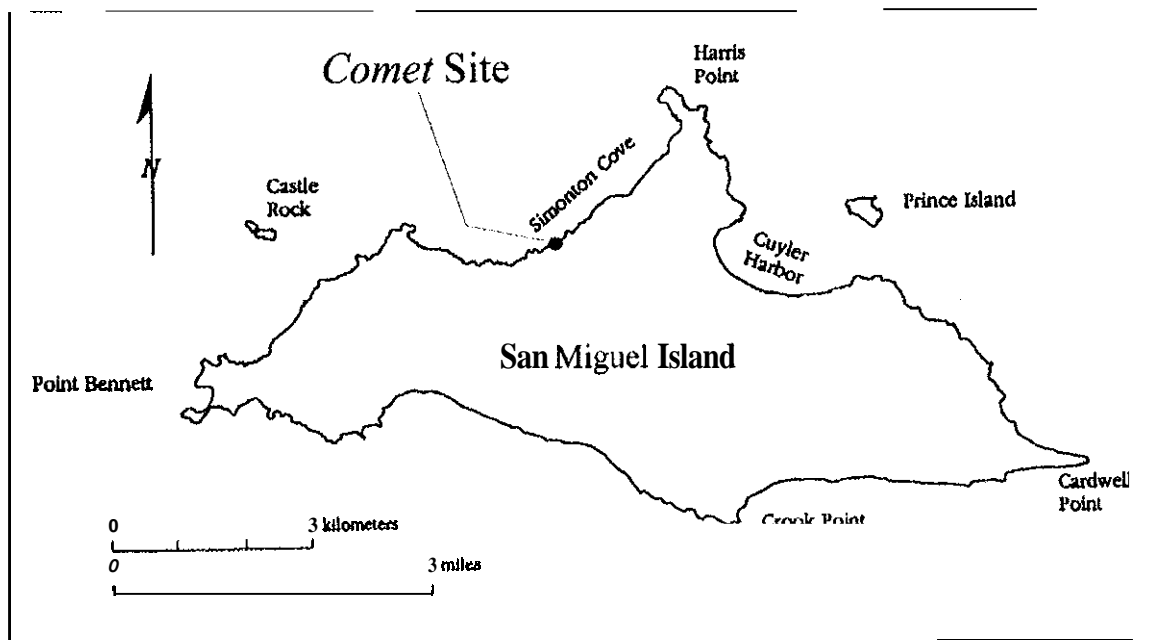 Comet Site
Harris
Point
N
Castle
Rock
Simonton Cove
Prince Island
Cuyler
Harbor
San Miguel Island
Point Bennett
Cardwell
Point
Crook Point
0
3 kilometers
0
3 miles